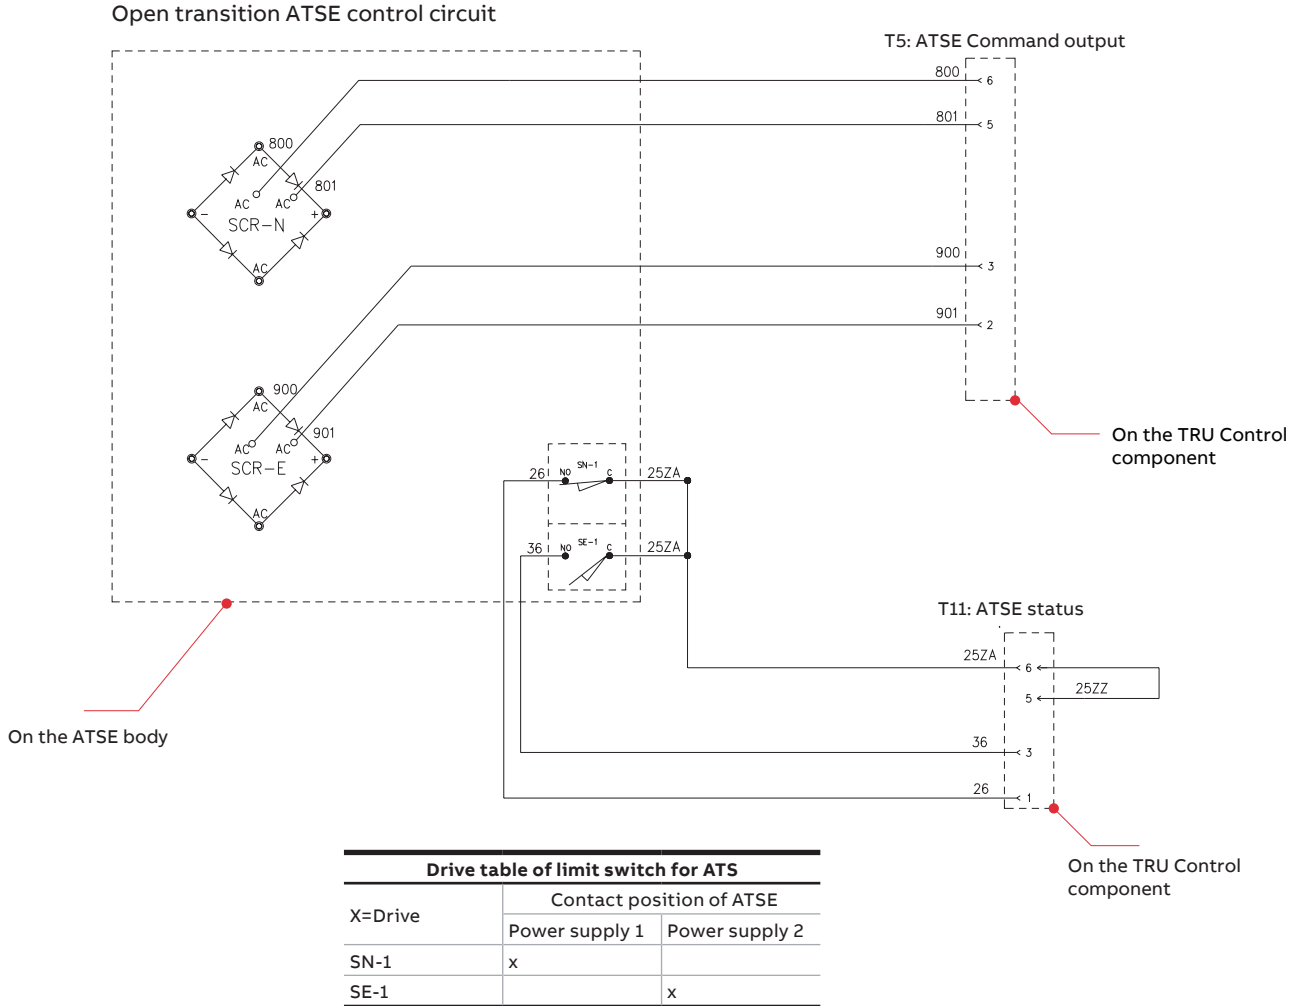 Open transition ATSE control circuit
T5: ATSE Command output
800
6
801
5
800
AC
801
AC
AC
-
+
SCR-N
AC
900
3
901
2
900
AC
901
AC
AC
-
+
SCR-E
AC
On the TRU Control
component
26
NO
SN-1
C
25ZA
36
NO
SE-1
C
25ZA
T11: ATSE status
25ZA
6
5
25ZZ
36
3
26
1
On the ATSE body
On the TRU Control
component
Drive table of limit switch for ATS
X=Drive
Contact position of ATSE
Power supply 1
Power supply 2
SN-1
x
SE-1
x